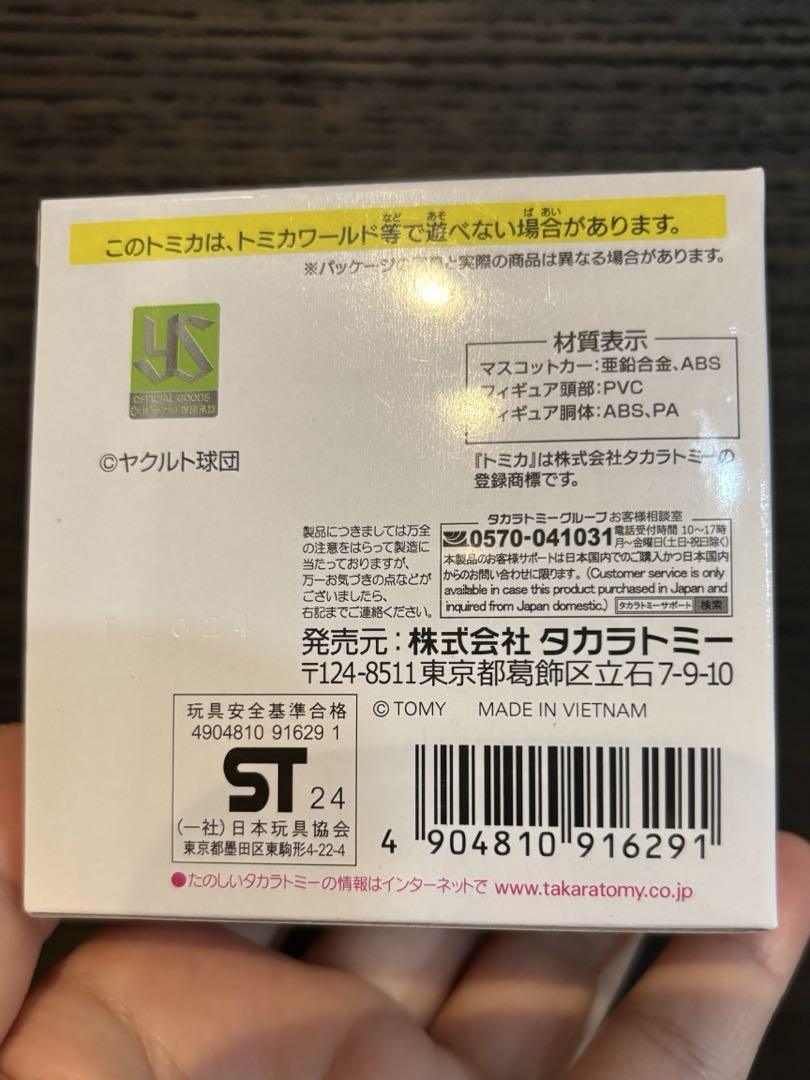 このトミカは、トミカワールド等で遊べない場合があります。
など あそ ば あい
※パッケージの と実際の商品は異なる場合があります。
YS
OFFICIAL GOODS
©ヤクルト球団
材質表示
マスコットカー:亜鉛合金、ABS
フィギュア頭部:PVC
フィギュア胴体:ABS、PA
『トミカ』は株式会社タカラトミーの
登録商標です。
製品につきましては万全
の注意をはらって製造に
当たっておりますが、
万一お気づきの点などが
ございましたら、
右記までご連絡ください。
タカラトミーグループお客様相談室
0570-041031 電話受付時間 10〜17時
月〜金曜日(土日・祝日除く)
本製品のお客様サポートは日本国内でのご購入かつ日本国内
からのお問い合わせに限ります。(Customer service is only
available in case this product purchased in Japan and
inquired from Japan domestic.) タカラトミーサポート 検索
発売元:株式会社 タカラトミー
〒124-8511 東京都葛飾区立石7-9-10
© TOMY MADE IN VIETNAM
玩具安全基準合格
4904810 91629 1
ST 24
(一社)日本玩具協会
東京都墨田区東駒形4-22-4
4 904810 916291
●たのしいタカラトミーの情報はインターネットで www.takaratomy.co.jp